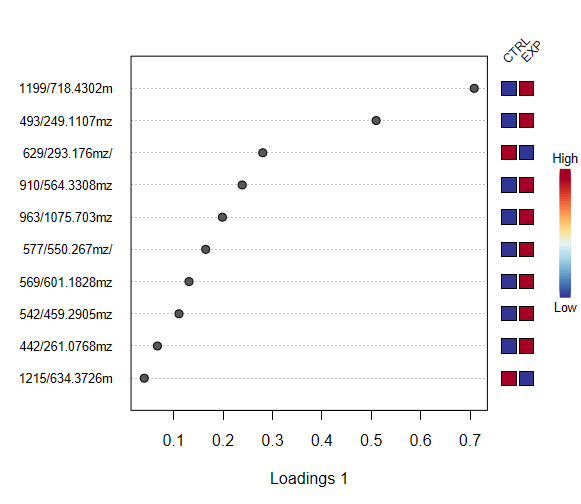 CTRL
EXP
1199/718.4302m
493/249.1107mz
629/293.176mz/
910/564.3308mz
963/1075.703mz
577/550.267mz/
569/601.1828mz
542/459.2905mz
442/261.0768mz
1215/634.3726m
High
Low
0.1 0.2 0.3 0.4 0.5 0.6 0.7
Loadings 1